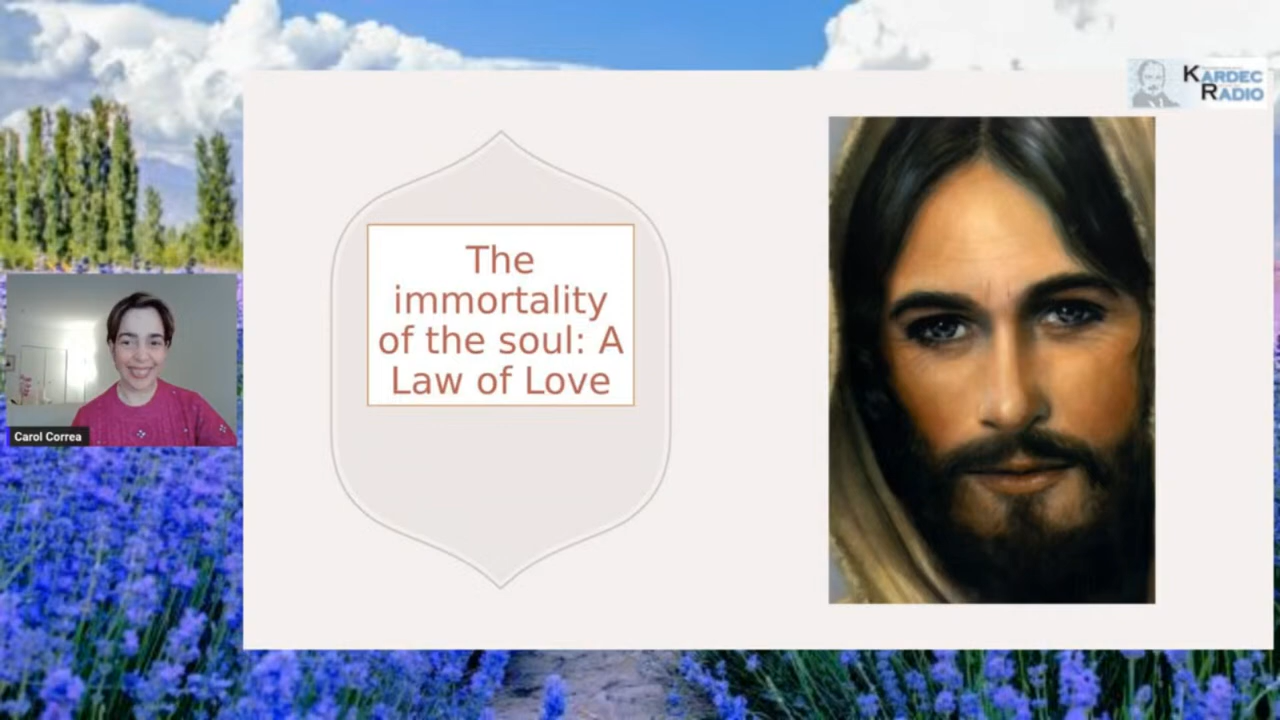 KARDEC
RADIO
The
immortality
of the soul: A
Law of Love
Carol Correa